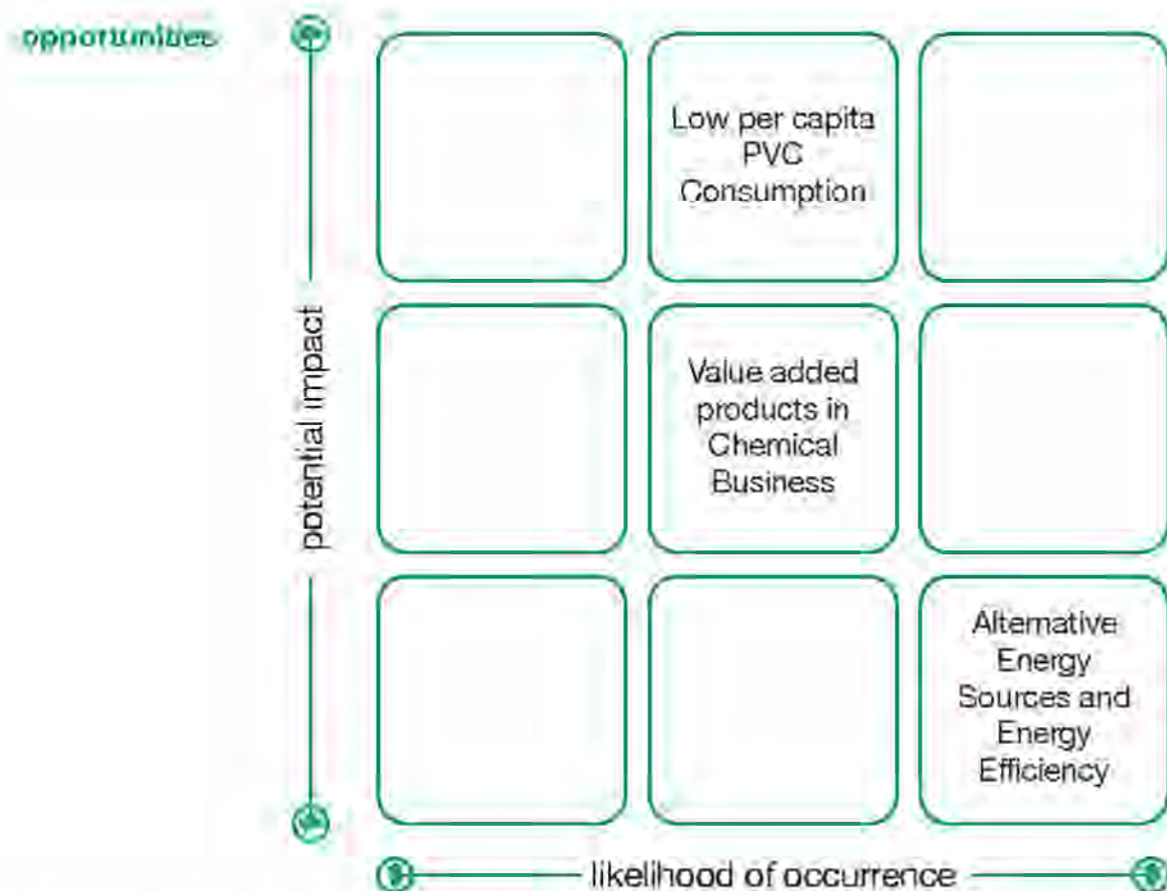 opportunities
Low per capita
PVC
Consumption
potential impact
Value added
products in
Chemical
Business
Alternative
Energy
Sources and
Energy
Efficiency
likelihood of occurrence